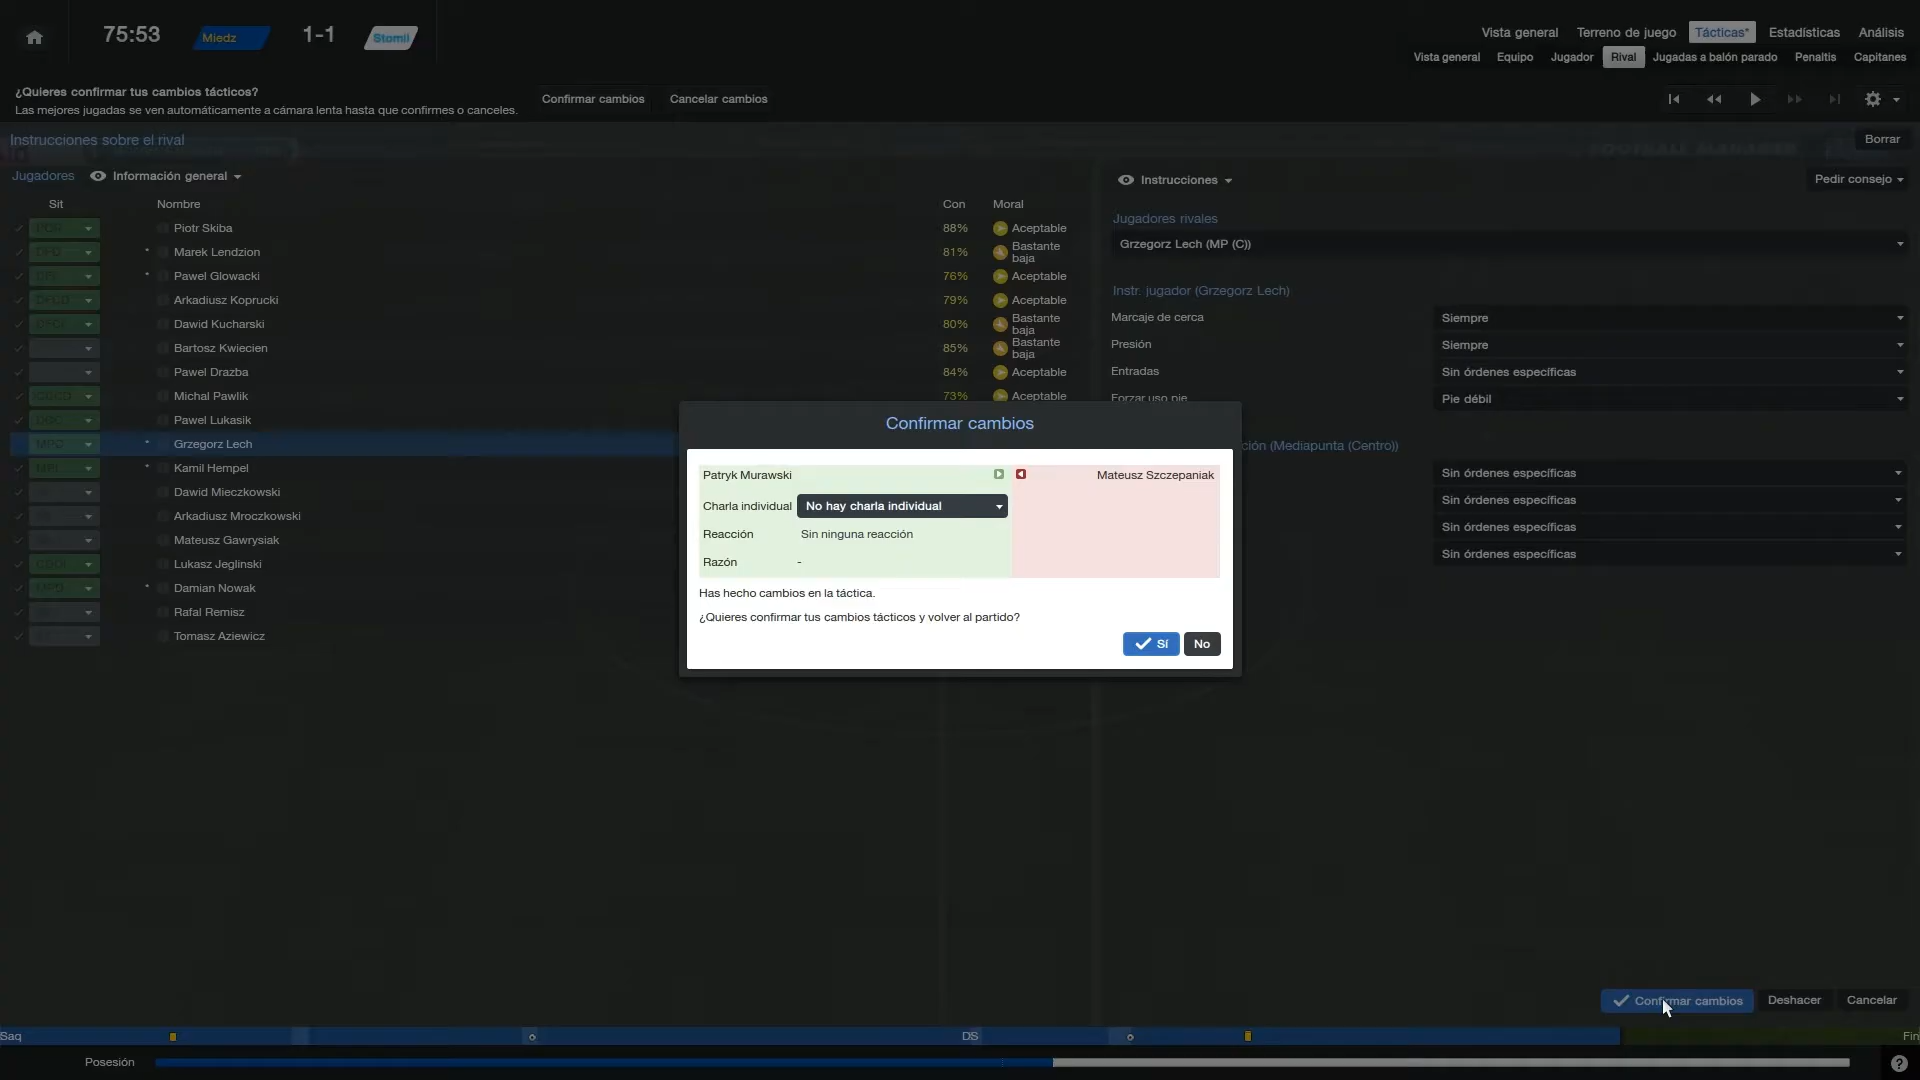 75:53
Miedz
1-1
Stomil
Vista general
Terreno de juego
Tácticas*
Estadísticas
Análisis
Vista general
Equipo
Jugador
Rival
Jugadas a balón parado
Penaltis
Capitanes
¿Quieres confirmar tus cambios tácticos?
Las mejores jugadas se ven automáticamente a cámara lenta hasta que confirmes o canceles.
Confirmar cambios
Cancelar cambios
Instrucciones sobre el rival
Borrar
Jugadores
Información general
Sit
Nombre
Con
Moral
Piotr Skiba 88% Aceptable
Marek Lendzion 81% Bastante baja
Pawel Glowacki 76% Aceptable
Arkadiusz Koprucki 79% Aceptable
Dawid Kucharski 80% Bastante baja
Bartosz Kwiecien 85% Bastante baja
Pawel Drazba 84% Aceptable
Michal Pawlik 73% Aceptable
Pawel Lukasik
MPC Grzegorz Lech
Kamil Hempel
Dawid Mieczkowski
Arkadiusz Mroczkowski
Mateusz Gawrysiak
Lukasz Jeglinski
Damian Nowak
Rafal Remisz
Tomasz Aziewicz
Instrucciones
Pedir consejo
Jugadores rivales
Grzegorz Lech (MP (C))
Instr. jugador (Grzegorz Lech)
Marcaje de cerca Siempre
Presión Siempre
Entradas Sin órdenes específicas
Forzar uso pie Pie débil
ción (Mediapunta (Centro))
Sin órdenes específicas
Sin órdenes específicas
Sin órdenes específicas
Sin órdenes específicas
Confirmar cambios
Patryk Murawski
Mateusz Szczepaniak
Charla individual No hay charla individual
Reacción Sin ninguna reacción
Razón -
Has hecho cambios en la táctica.
¿Quieres confirmar tus cambios tácticos y volver al partido?
Sí
No
Confirmar cambios
Deshacer
Cancelar
Saq
DS
Fin
Posesión
?